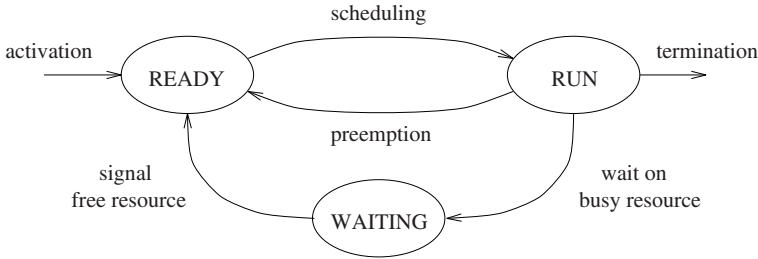 scheduling
activation
termination
READY
RUN
preemption
signal
free resource
wait on
busy resource
WAITING